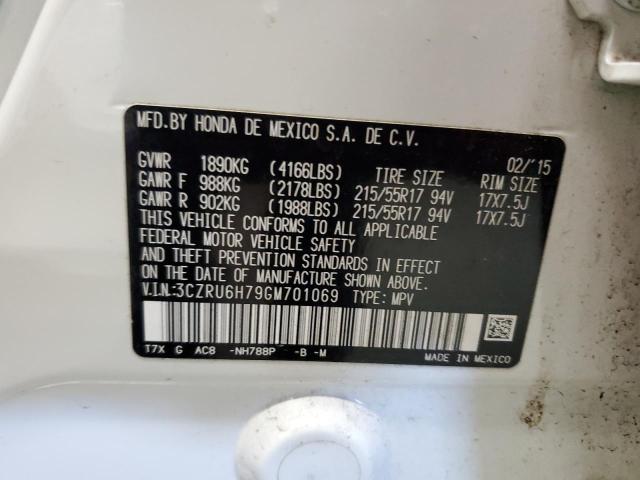 MFD.BY HONDA DE MEXICO S.A. DE C.V.
02/'15
GVWR 1890KG (4166LBS) TIRE SIZE RIM SIZE
GAWR F 988KG (2178LBS) 215/55R17 94V 17X7.5J
GAWR R 902KG (1988LBS) 215/55R17 94V 17X7.5J
THIS VEHICLE CONFORMS TO ALL APPLICABLE
FEDERAL MOTOR VEHICLE SAFETY
AND THEFT PREVENTION STANDARDS IN EFFECT
ON THE DATE OF MANUFACTURE SHOWN ABOVE.
V.I.N:3CZRU6H79GM701069 TYPE: MPV
T7X G AC8 -NH788P -B -M
MADE IN MEXICO